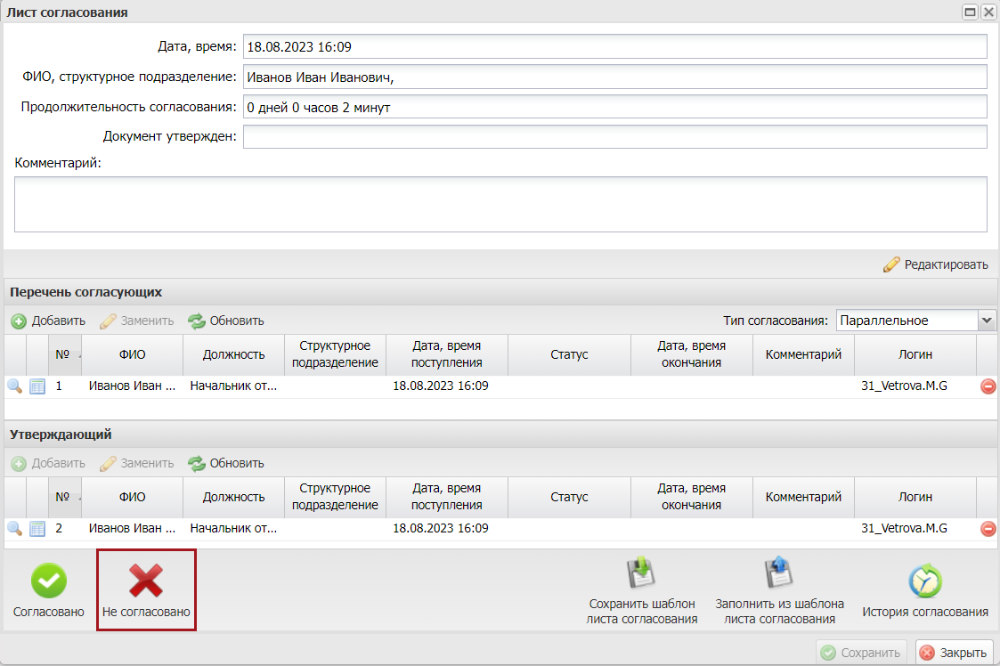 Лист согласования
Дата, время: 18.08.2023 16:09
ФИО, структурное подразделение: Иванов Иван Иванович,
Продолжительность согласования: 0 дней 0 часов 2 минут
Документ утвержден:
Комментарий:
Редактировать
Перечень согласующих
Добавить Заменить Обновить Тип согласования: Параллельное
№ ФИО Должность Структурное подразделение Дата, время поступления Статус Дата, время окончания Комментарий Логин
1 Иванов Иван ... Начальник от... 18.08.2023 16:09 31_Vetrova.M.G
Утверждающий
Добавить Заменить Обновить
№ ФИО Должность Структурное подразделение Дата, время поступления Статус Дата, время окончания Комментарий Логин
2 Иванов Иван ... Начальник от... 18.08.2023 16:09 31_Vetrova.M.G
Согласовано Не согласовано Сохранить шаблон листа согласования Заполнить из шаблона листа согласования История согласования
Сохранить Закрыть